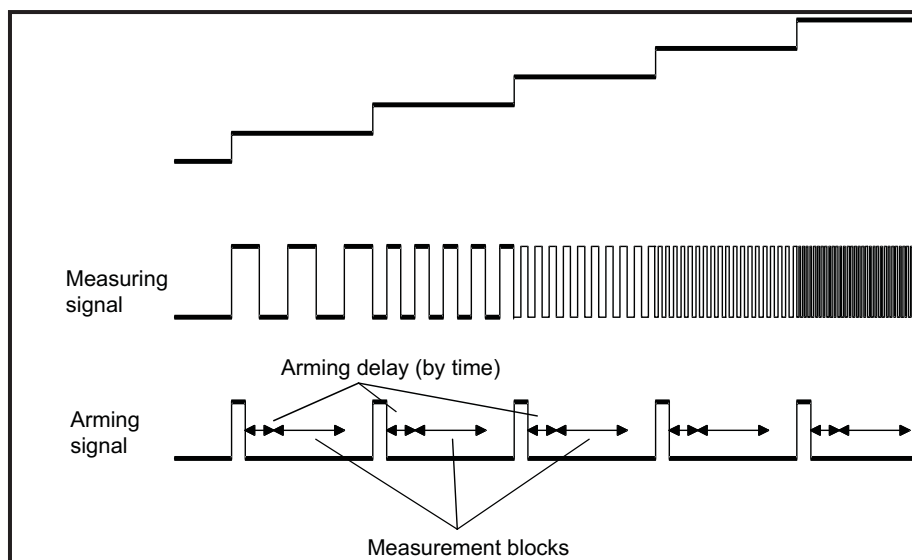 Measuring
signal
Arming delay (by time)
Arming
signal
Measurement blocks